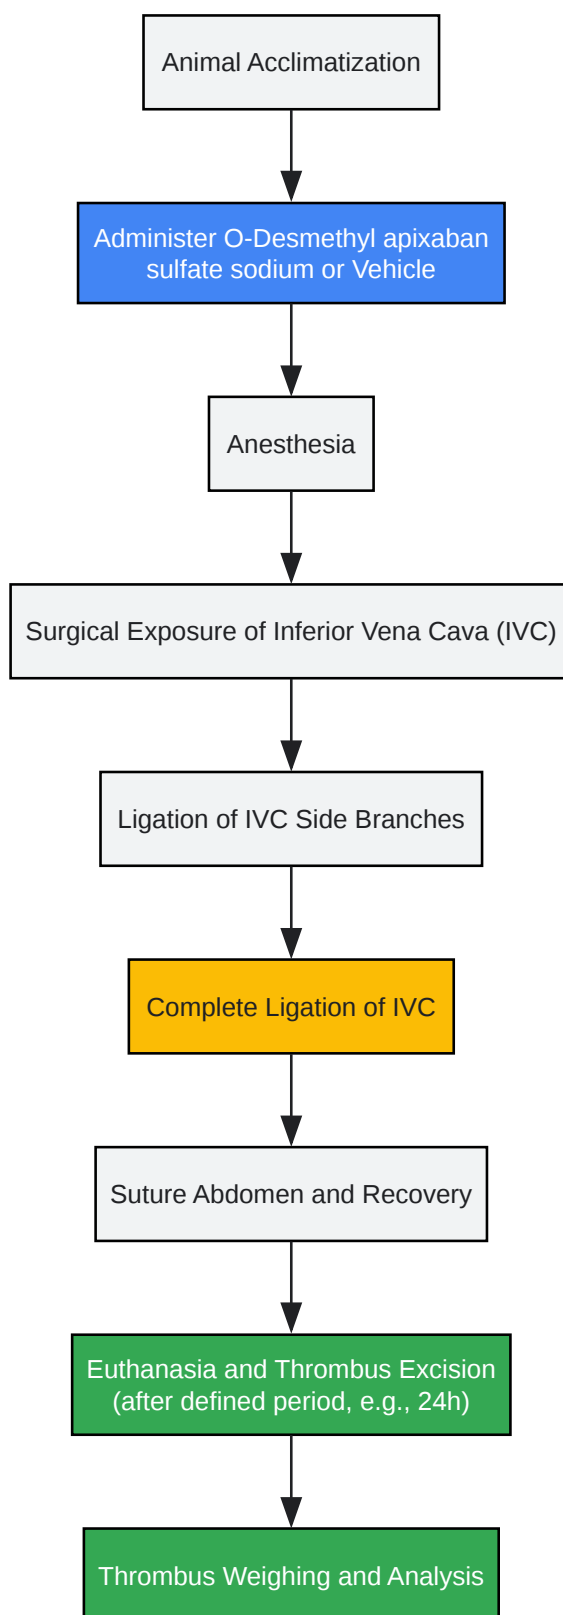 Animal Acclimatization
Administer O-Desmethyl apixaban
sulfate sodium or Vehicle
Anesthesia
Surgical Exposure of Inferior Vena Cava (IVC)
Ligation of IVC Side Branches
Complete Ligation of IVC
Suture Abdomen and Recovery
Euthanasia and Thrombus Excision
(after defined period, e.g., 24h)
Thrombus Weighing and Analysis